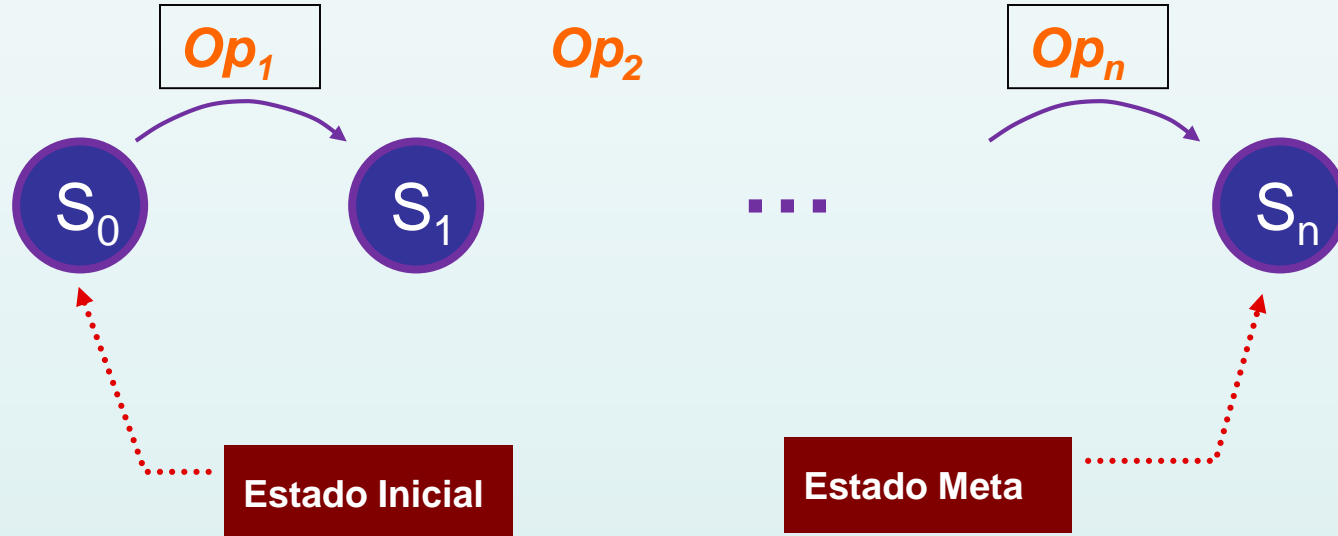 Op₁ Op₂ Opₙ
S₀ S₁ ... Sₙ
Estado Inicial Estado Meta